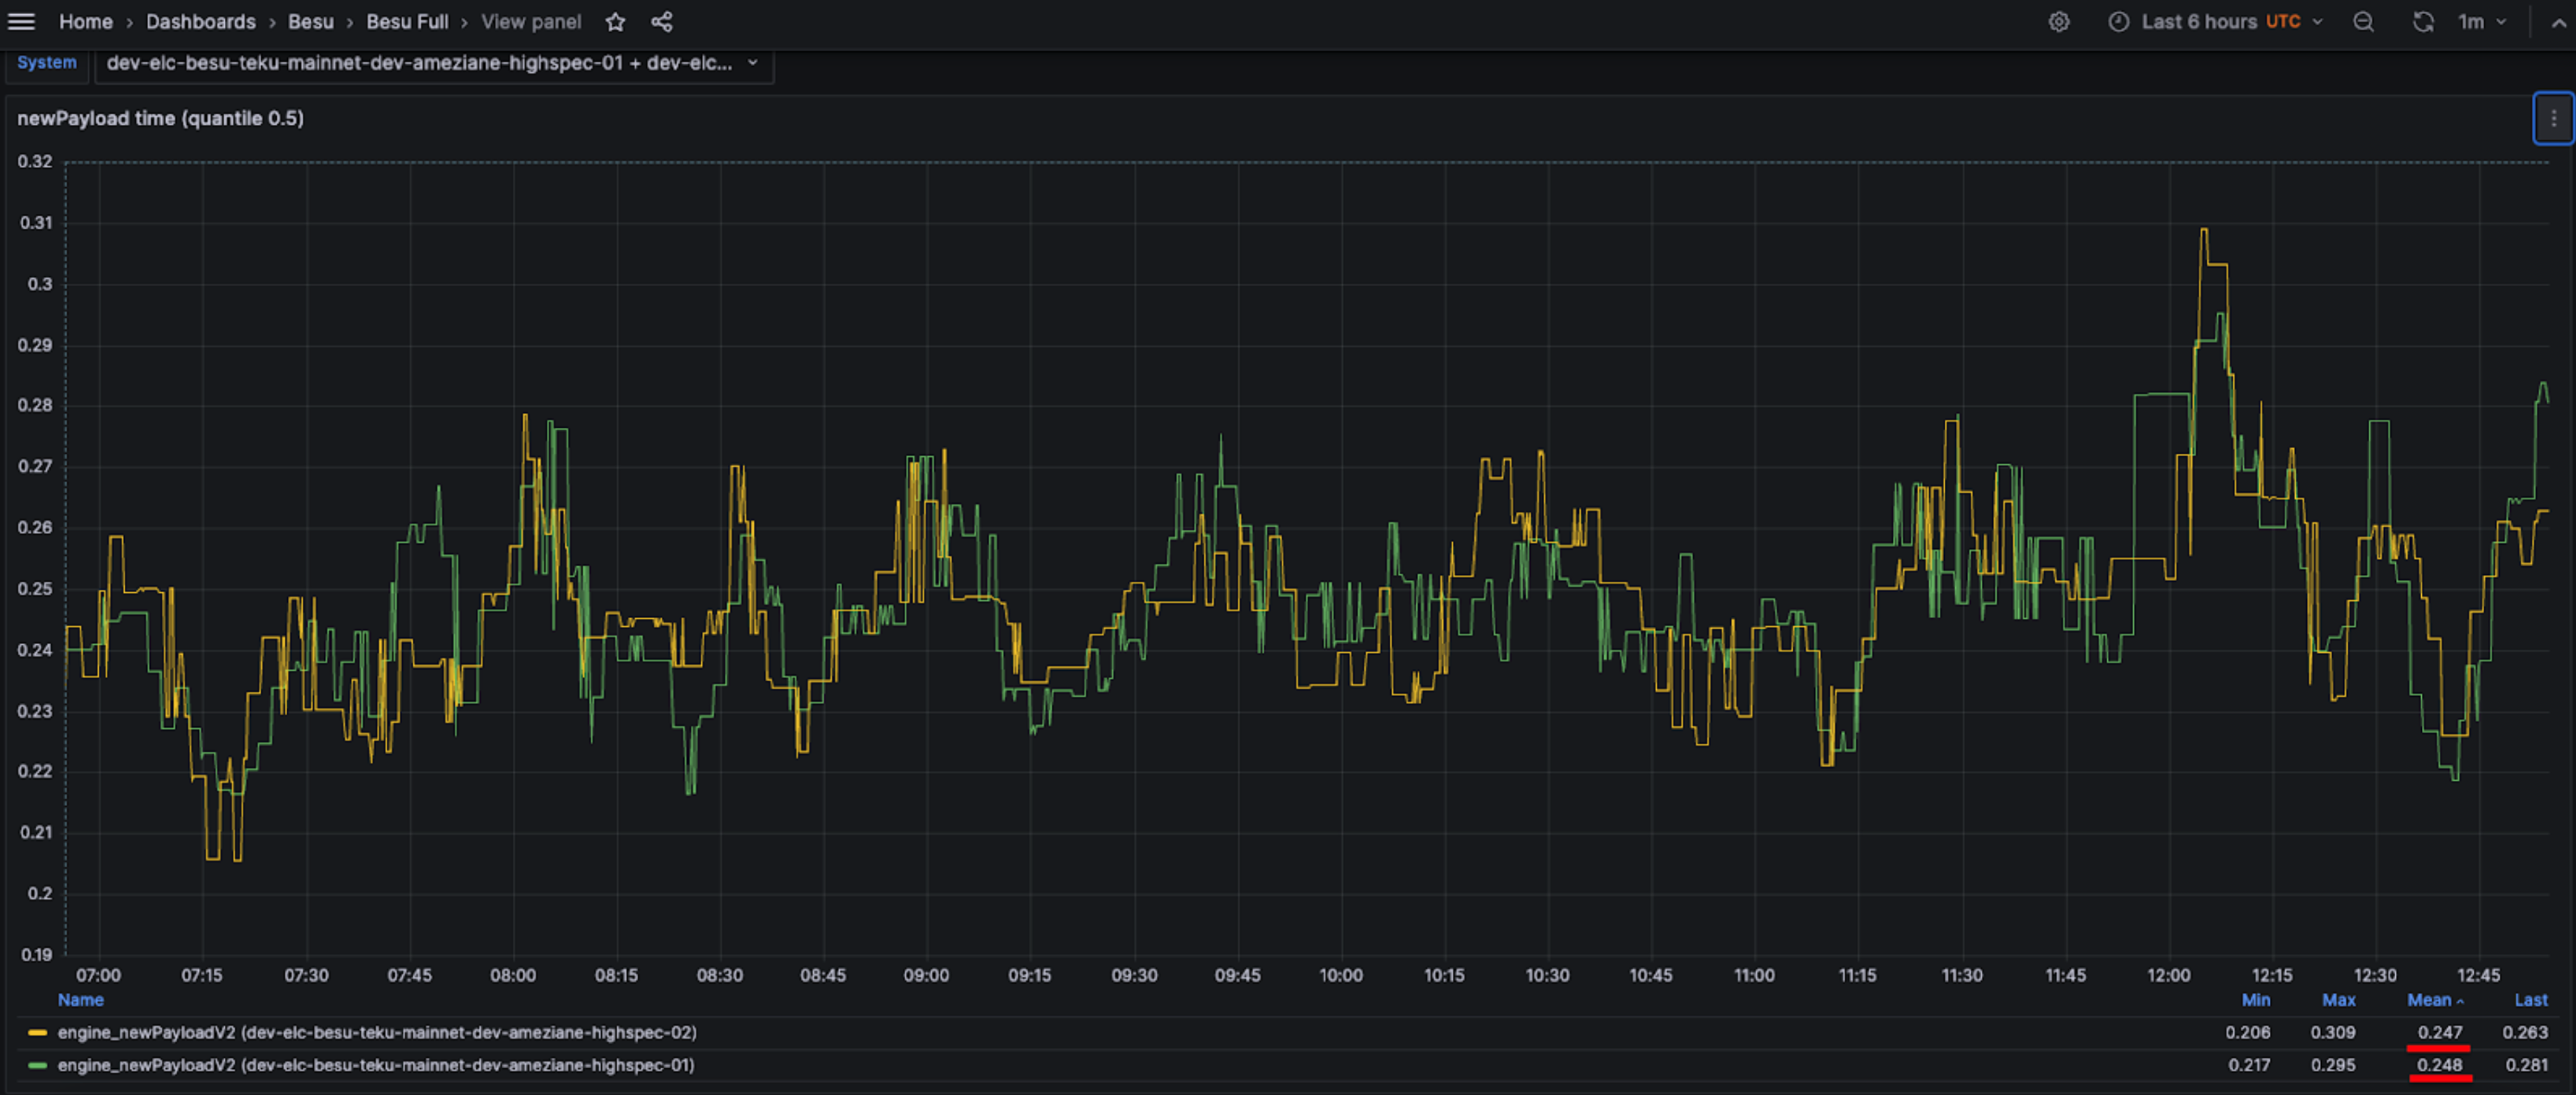 Home › Dashboards › Besu › Besu Full › View panel Last 6 hours UTC 1m
System dev-elc-besu-teku-mainnet-dev-ameziane-highspec-01 + dev-elc...
newPayload time (quantile 0.5)
0.32
0.31
0.3
0.29
0.28
0.27
0.26
0.25
0.24
0.23
0.22
0.21
0.2
0.19
07:00 07:15 07:30 07:45 08:00 08:15 08:30 08:45 09:00 09:15 09:30 09:45 10:00 10:15 10:30 10:45 11:00 11:15 11:30 11:45 12:00 12:15 12:30 12:45
Name Min Max Mean Last
engine_newPayloadV2 (dev-elc-besu-teku-mainnet-dev-ameziane-highspec-02) 0.206 0.309 0.247 0.263
engine_newPayloadV2 (dev-elc-besu-teku-mainnet-dev-ameziane-highspec-01) 0.217 0.295 0.248 0.281